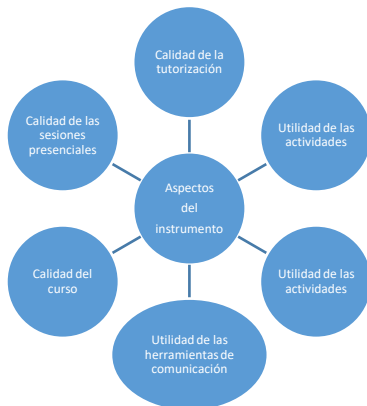 Calidad de la
tutorización
Calidad de las
sesiones
presenciales
Utilidad de las
actividades
Aspectos
del
instrumento
Calidad del
curso
Utilidad de las
actividades
Utilidad de las
herramientas de
comunicación